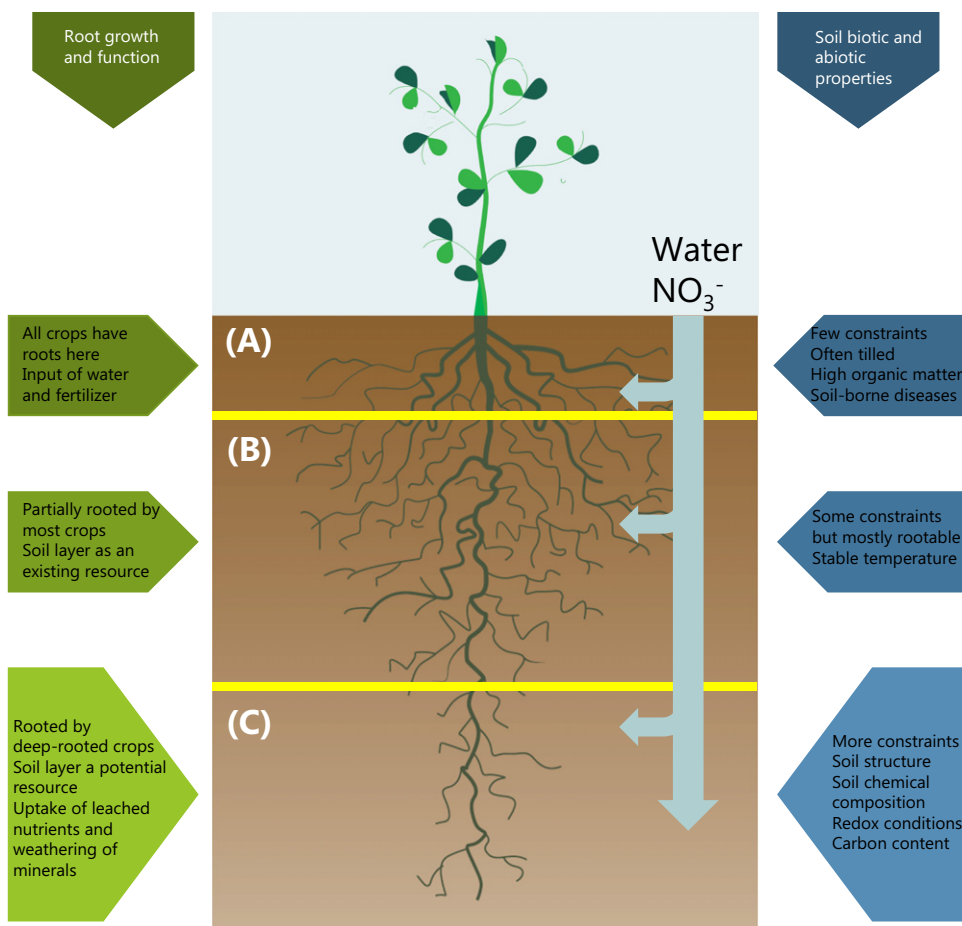 Root growth
and function
Soil biotic and
abiotic
properties
Water
NO₃⁻
(A)
All crops have
roots here
Input of water
and fertilizer
Few constraints
Often tilled
High organic matter
Soil-borne diseases
(B)
Partially rooted by
most crops
Soil layer as an
existing resource
Some constraints
but mostly rootable
Stable temperature
(C)
Rooted by
deep-rooted crops
Soil layer a potential
resource
Uptake of leached
nutrients and
weathering of
minerals
More constraints
Soil structure
Soil chemical
composition
Redox conditions
Carbon content